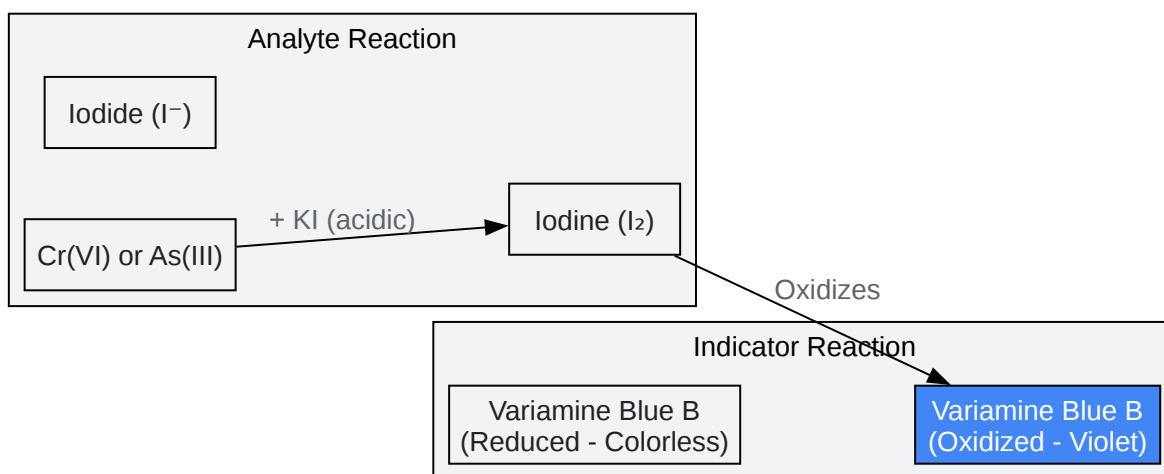 Analyte Reaction
Iodide (I⁻)
Cr(VI) or As(III)
+ KI (acidic)
Iodine (I₂)
Oxidizes
Indicator Reaction
Variamine Blue B
(Reduced - Colorless)
Variamine Blue B
(Oxidized - Violet)